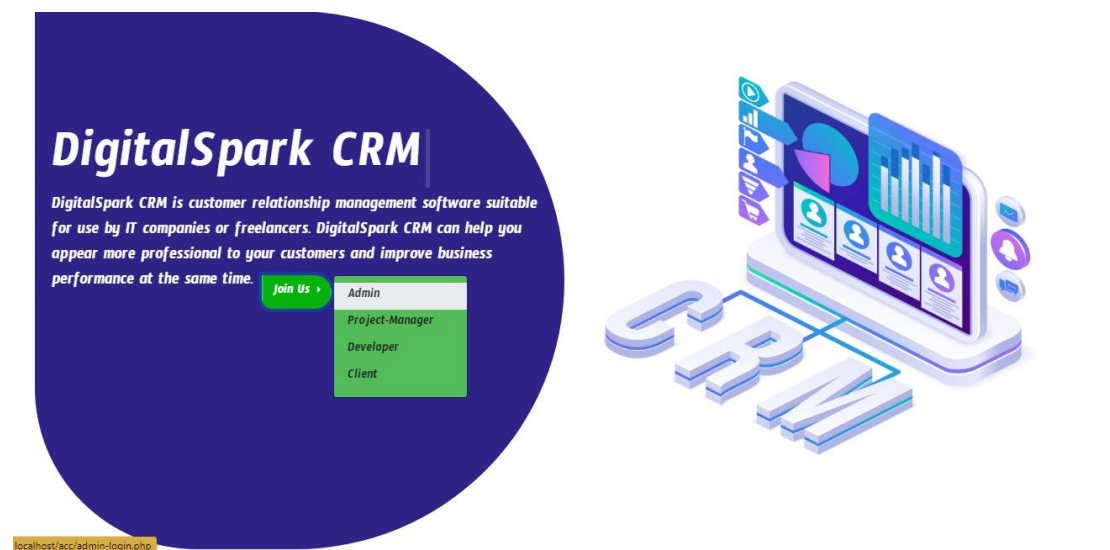 DigitalSpark CRM
DigitalSpark CRM is customer relationship management software suitable
for use by IT companies or freelancers. DigitalSpark CRM can help you
appear more professional to your customers and improve business
performance at the same time.
Join Us
Admin
Project-Manager
Developer
Client
CRM
localhost/acc/admin-login.php